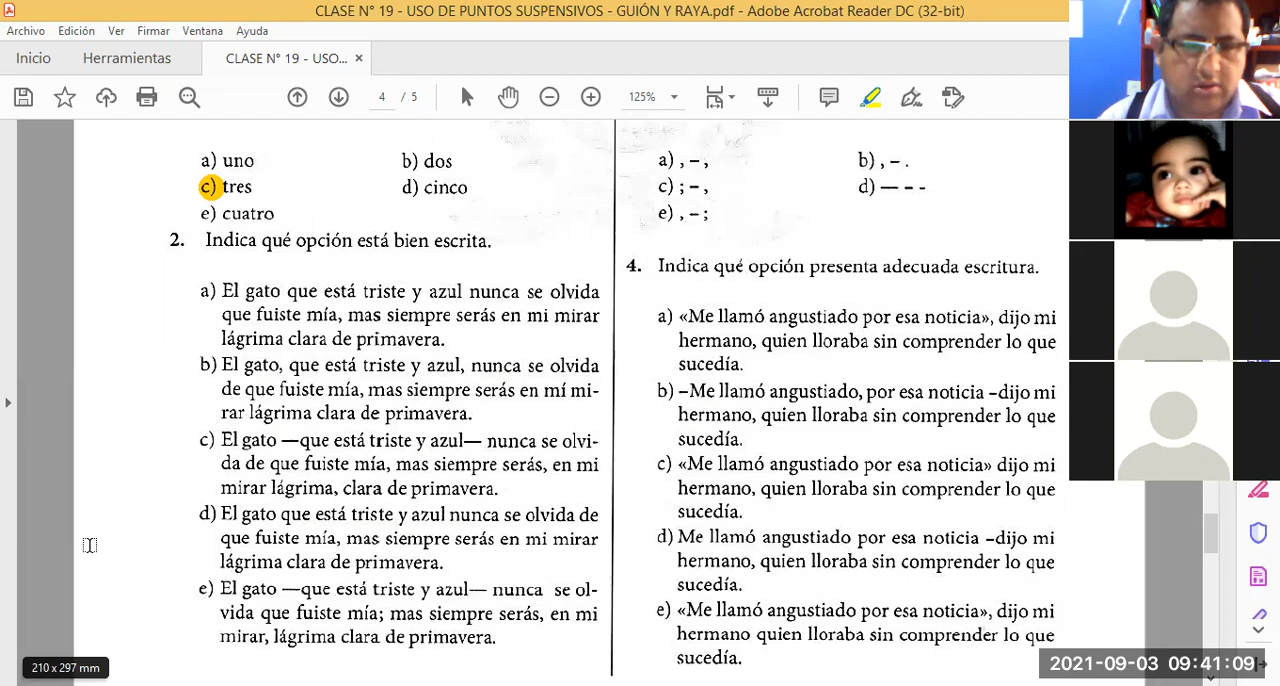 CLASE N° 19 - USO DE PUNTOS SUSPENSIVOS - GUIÓN Y RAYA.pdf - Adobe Acrobat Reader DC (32-bit)
Archivo Edición Ver Firmar Ventana Ayuda
Inicio Herramientas CLASE N° 19 - USO... ×
4 / 5 125%
a) uno b) dos
c) tres d) cinco
e) cuatro
2. Indica qué opción está bien escrita.
a) El gato que está triste y azul nunca se olvida
que fuiste mía, mas siempre serás en mi mirar
lágrima clara de primavera.
b) El gato, que está triste y azul, nunca se olvida
de que fuiste mía, mas siempre serás en mí mi-
rar lágrima clara de primavera.
c) El gato —que está triste y azul— nunca se olvi-
da de que fuiste mía, mas siempre serás, en mi
mirar lágrima, clara de primavera.
d) El gato que está triste y azul nunca se olvida de
que fuiste mía, mas siempre serás en mi mirar
lágrima clara de primavera.
e) El gato —que está triste y azul— nunca se ol-
vida que fuiste mía; mas siempre serás, en mi
mirar, lágrima clara de primavera.
a) , –, b) , – .
c) ; –, d) — - -
e) , – ;
4. Indica qué opción presenta adecuada escritura.
a) «Me llamó angustiado por esa noticia», dijo mi
hermano, quien lloraba sin comprender lo que
sucedía.
b) –Me llamó angustiado, por esa noticia –dijo mi
hermano, quien lloraba sin comprender lo que
sucedía.
c) «Me llamó angustiado por esa noticia» dijo mi
hermano, quien lloraba sin comprender lo que
sucedía.
d) Me llamó angustiado por esa noticia –dijo mi
hermano, quien lloraba sin comprender lo que
sucedía.
e) «Me llamó angustiado por esa noticia», dijo mi
hermano quien lloraba sin comprender lo que
sucedía.
210 x 297 mm
2021-09-03 09:41:09